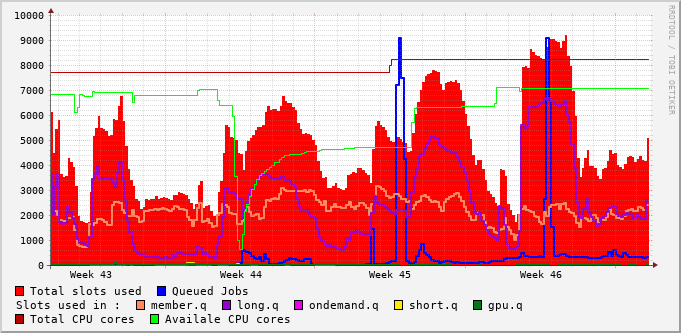 10000
9000
8000
7000
6000
5000
4000
3000
2000
1000
0
Week 43 Week 44 Week 45 Week 46
RRDTOOL / TOBI OETIKER
Total slots used Queued Jobs
Slots used in : member.q long.q ondemand.q short.q gpu.q
Total CPU cores Availale CPU cores